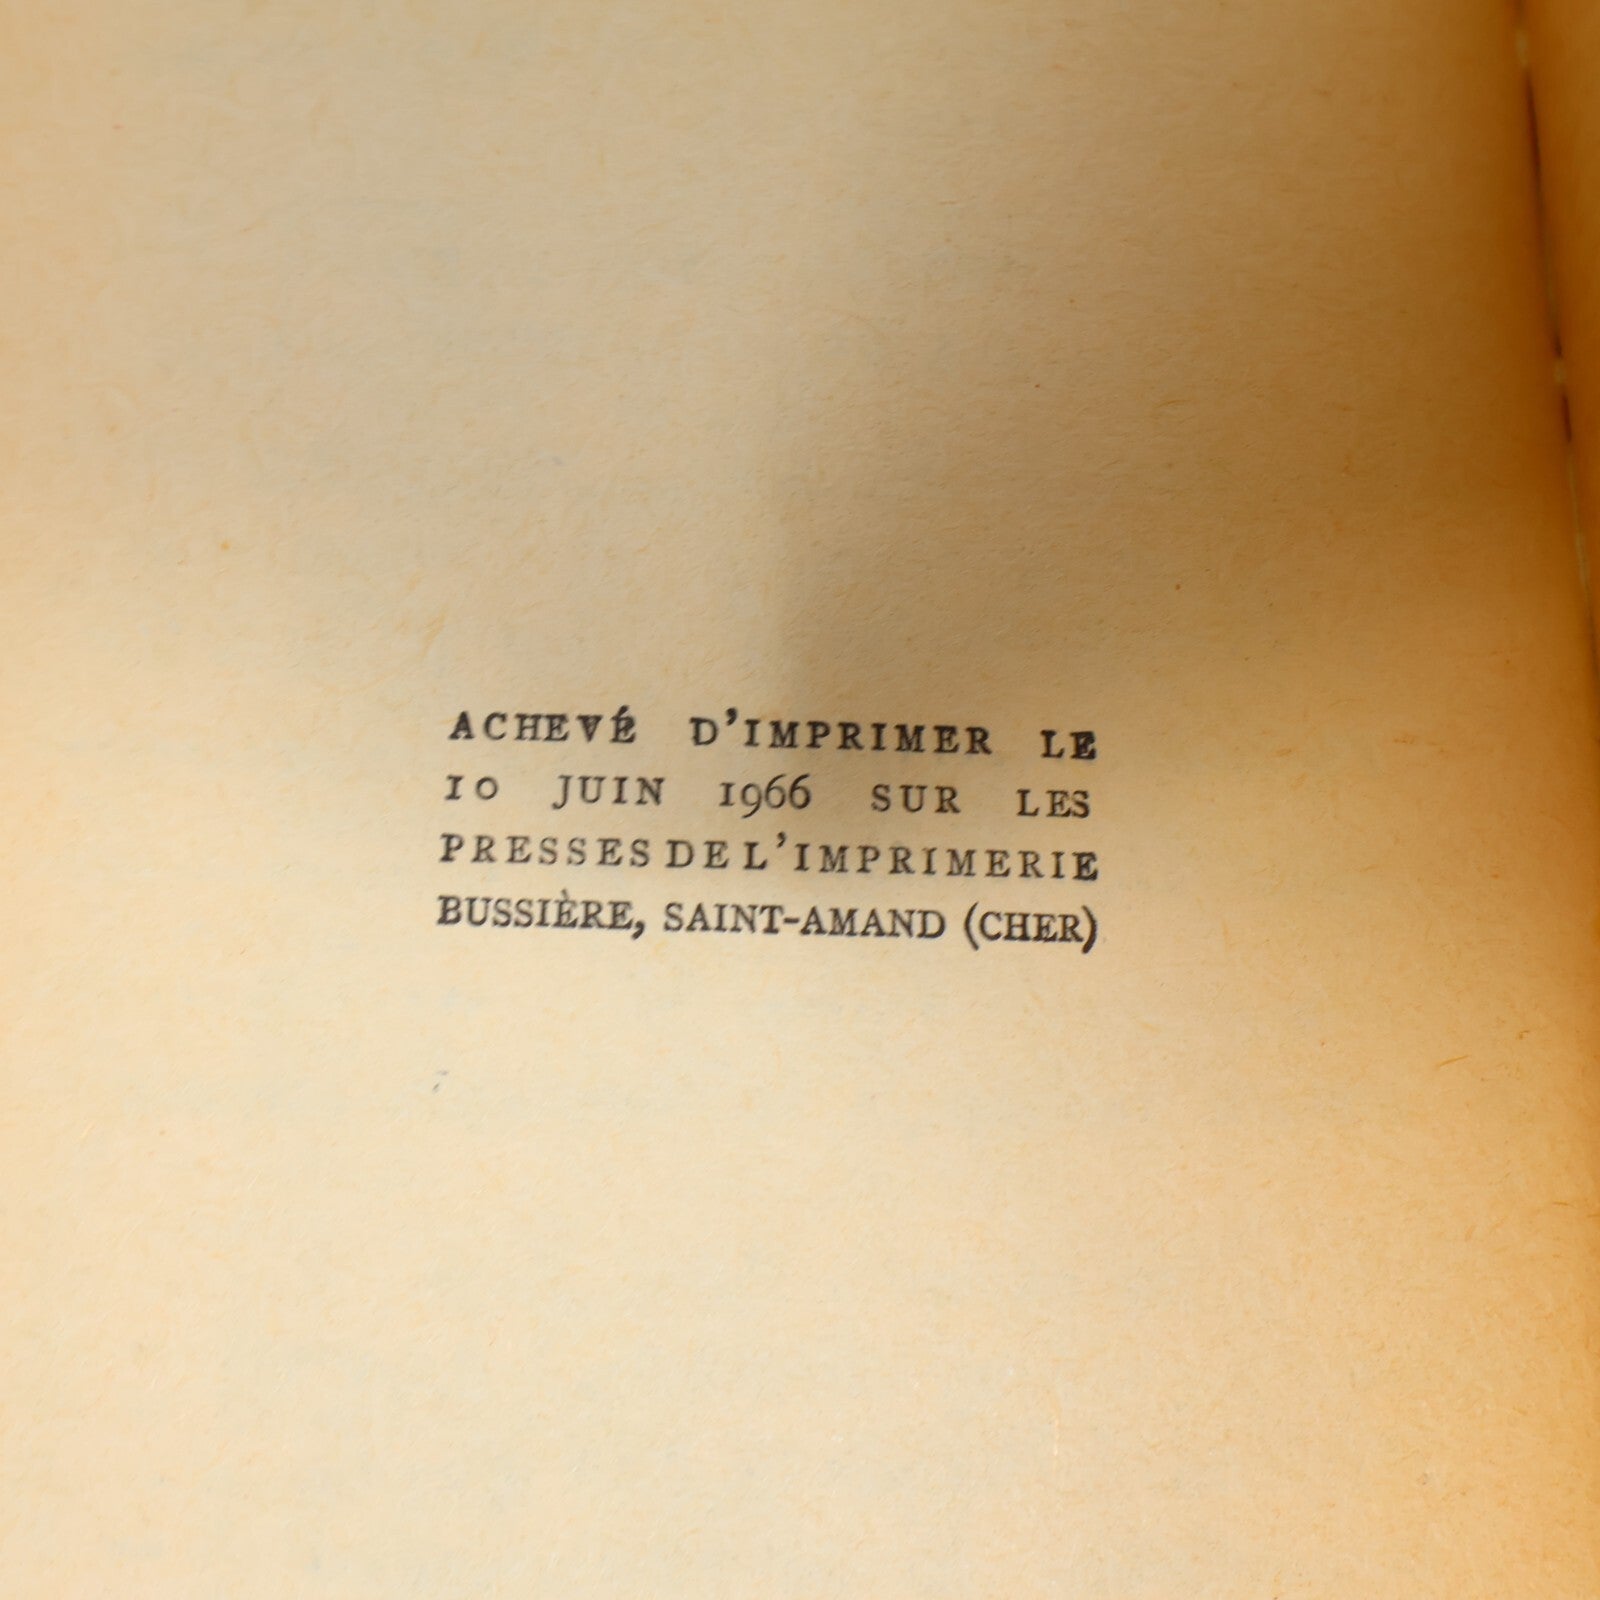 ACHEVÉ D'IMPRIMER LE
10 JUIN 1966 SUR LES
PRESSES DE L'IMPRIMERIE
BUSSIÈRE, SAINT-AMAND (CHER)